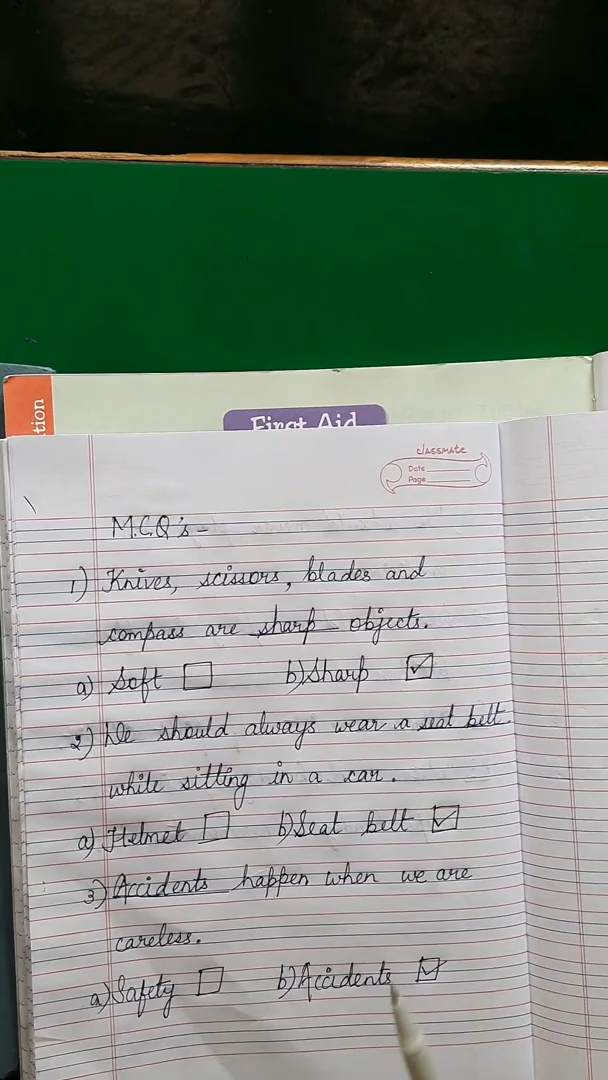 tion
First Aid
classmate
Date
Page
M.C.Q's -
1) Knives, scissors, blades and
compass are sharp objects.
a) Soft b) Sharp
2) We should always wear a seat belt
while sitting in a car.
a) Helmet b) Seat belt
3) Accidents happen when we are
careless.
a) Safety b) Accidents